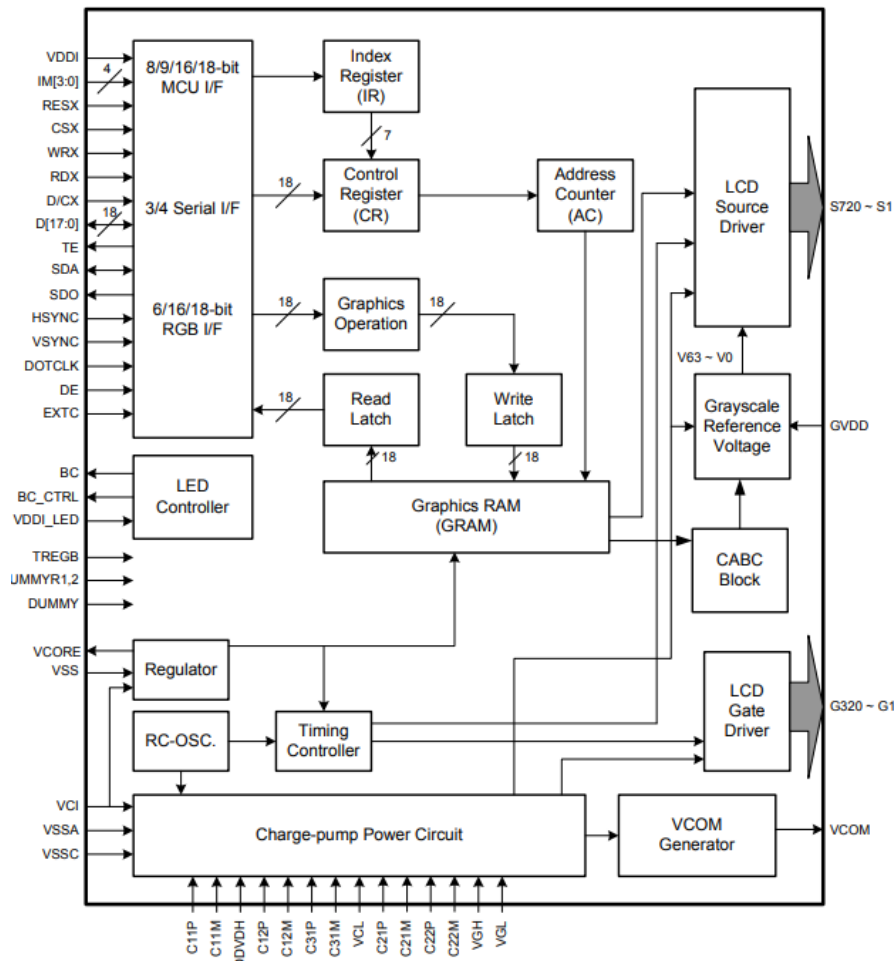 VDDI
IM[3:0]
4
RESX
CSX
WRX
RDX
D/CX
D[17:0]
18
TE
SDA
SDO
HSYNC
VSYNC
DOTCLK
DE
EXTC
8/9/16/18-bit
MCU I/F
3/4 Serial I/F
6/16/18-bit
RGB I/F
Index
Register
(IR)
7
18
Control
Register
(CR)
Address
Counter
(AC)
18
Graphics
Operation
18
18
Read
Latch
Write
Latch
18
18
Graphics RAM
(GRAM)
LCD
Source
Driver
S720 ~ S1
V63 ~ V0
Grayscale
Reference
Voltage
GVDD
CABC
Block
BC
BC_CTRL
VDDI_LED
LED
Controller
TREGB
UMMYR1,2
DUMMY
VCORE
VSS
Regulator
RC-OSC.
Timing
Controller
LCD
Gate
Driver
G320 ~ G1
VCI
VSSA
VSSC
Charge-pump Power Circuit
VCOM
Generator
VCOM
C11P
C11M
DDVDH
C12P
C12M
C31P
C31M
VCL
C21P
C21M
C22P
C22M
VGH
VGL